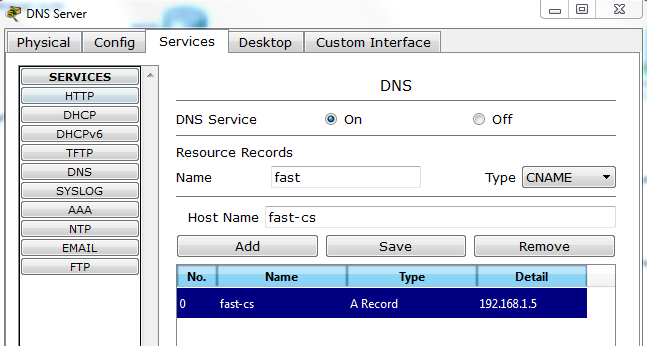 DNS Server
Physical Config Services Desktop Custom Interface
SERVICES
HTTP
DHCP
DHCPv6
TFTP
DNS
SYSLOG
AAA
NTP
EMAIL
FTP
DNS
DNS Service On Off
Resource Records
Name fast Type CNAME
Host Name fast-cs
Add Save Remove
No. Name Type Detail
0 fast-cs A Record 192.168.1.5